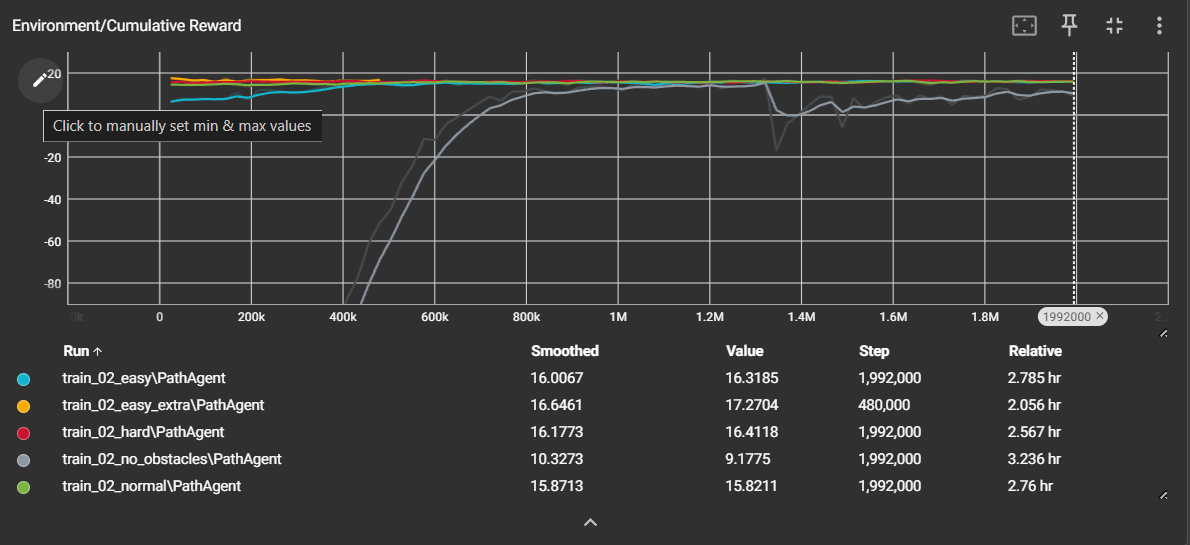 Environment/Cumulative Reward
20
Click to manually set min & max values
-20
-40
-60
-80
0 200k 400k 600k 800k 1M 1.2M 1.4M 1.6M 1.8M 1992000 ×
Run ↑ Smoothed Value Step Relative
train_02_easy\PathAgent 16.0067 16.3185 1,992,000 2.785 hr
train_02_easy_extra\PathAgent 16.6461 17.2704 480,000 2.056 hr
train_02_hard\PathAgent 16.1773 16.4118 1,992,000 2.567 hr
train_02_no_obstacles\PathAgent 10.3273 9.1775 1,992,000 3.236 hr
train_02_normal\PathAgent 15.8713 15.8211 1,992,000 2.76 hr